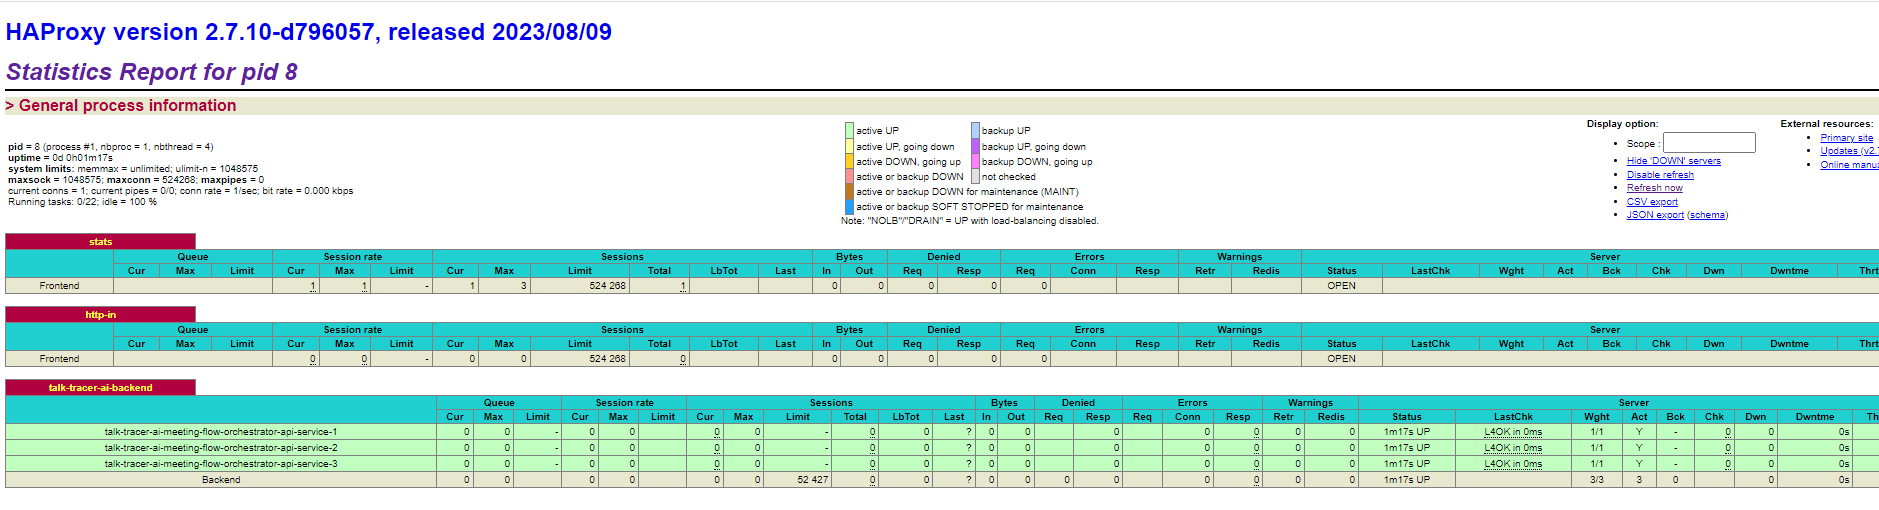 HAProxy version 2.7.10-d796057, released 2023/08/09
Statistics Report for pid 8
> General process information
pid = 8 (process #1, nbproc = 1, nbthread = 4)
uptime = 0d 0h01m17s
system limits: memmax = unlimited; ulimit-n = 1048575
maxsock = 1048575; maxconn = 524268; maxpipes = 0
current conns = 1; current pipes = 0/0; conn rate = 1/sec; bit rate = 0.000 kbps
Running tasks: 0/22; idle = 100 %
active UP backup UP
active UP, going down backup UP, going down
active DOWN, going up backup DOWN, going up
active or backup DOWN not checked
active or backup DOWN for maintenance (MAINT)
active or backup SOFT STOPPED for maintenance
Note: "NOLB"/"DRAIN" = UP with load-balancing disabled.
Display option:
• Scope :
• Hide 'DOWN' servers
• Disable refresh
• Refresh now
• CSV export
• JSON export (schema)
External resources:
• Primary site
• Updates (v2.
• Online manu
stats
Queue Session rate Sessions Bytes Denied Errors Warnings Server
Cur Max Limit Cur Max Limit Cur Max Limit Total LbTot Last In Out Req Resp Req Conn Resp Retr Redis Status LastChk Wght Act Bck Chk Dwn Dwntme Thrt
Frontend 1 1 - 1 3 524 268 1 0 0 0 0 0 OPEN
http-in
Queue Session rate Sessions Bytes Denied Errors Warnings Server
Cur Max Limit Cur Max Limit Cur Max Limit Total LbTot Last In Out Req Resp Req Conn Resp Retr Redis Status LastChk Wght Act Bck Chk Dwn Dwntme Thrt
Frontend 0 0 - 0 0 524 268 0 0 0 0 0 0 OPEN
talk-tracer-ai-backend
Queue Session rate Sessions Bytes Denied Errors Warnings Server
Cur Max Limit Cur Max Limit Cur Max Limit Total LbTot Last In Out Req Resp Req Conn Resp Retr Redis Status LastChk Wght Act Bck Chk Dwn Dwntme Th
talk-tracer-ai-meeting-flow-orchestrator-api-service-1 0 0 - 0 0 0 0 - 0 0 ? 0 0 0 0 0 0 0 1m17s UP L4OK in 0ms 1/1 Y - 0 0 0s
talk-tracer-ai-meeting-flow-orchestrator-api-service-2 0 0 - 0 0 0 0 - 0 0 ? 0 0 0 0 0 0 0 1m17s UP L4OK in 0ms 1/1 Y - 0 0 0s
talk-tracer-ai-meeting-flow-orchestrator-api-service-3 0 0 - 0 0 0 0 - 0 0 ? 0 0 0 0 0 0 0 1m17s UP L4OK in 0ms 1/1 Y - 0 0 0s
Backend 0 0 0 0 0 0 52 427 0 0 ? 0 0 0 0 0 0 0 0 1m17s UP 3/3 3 0 0 0s